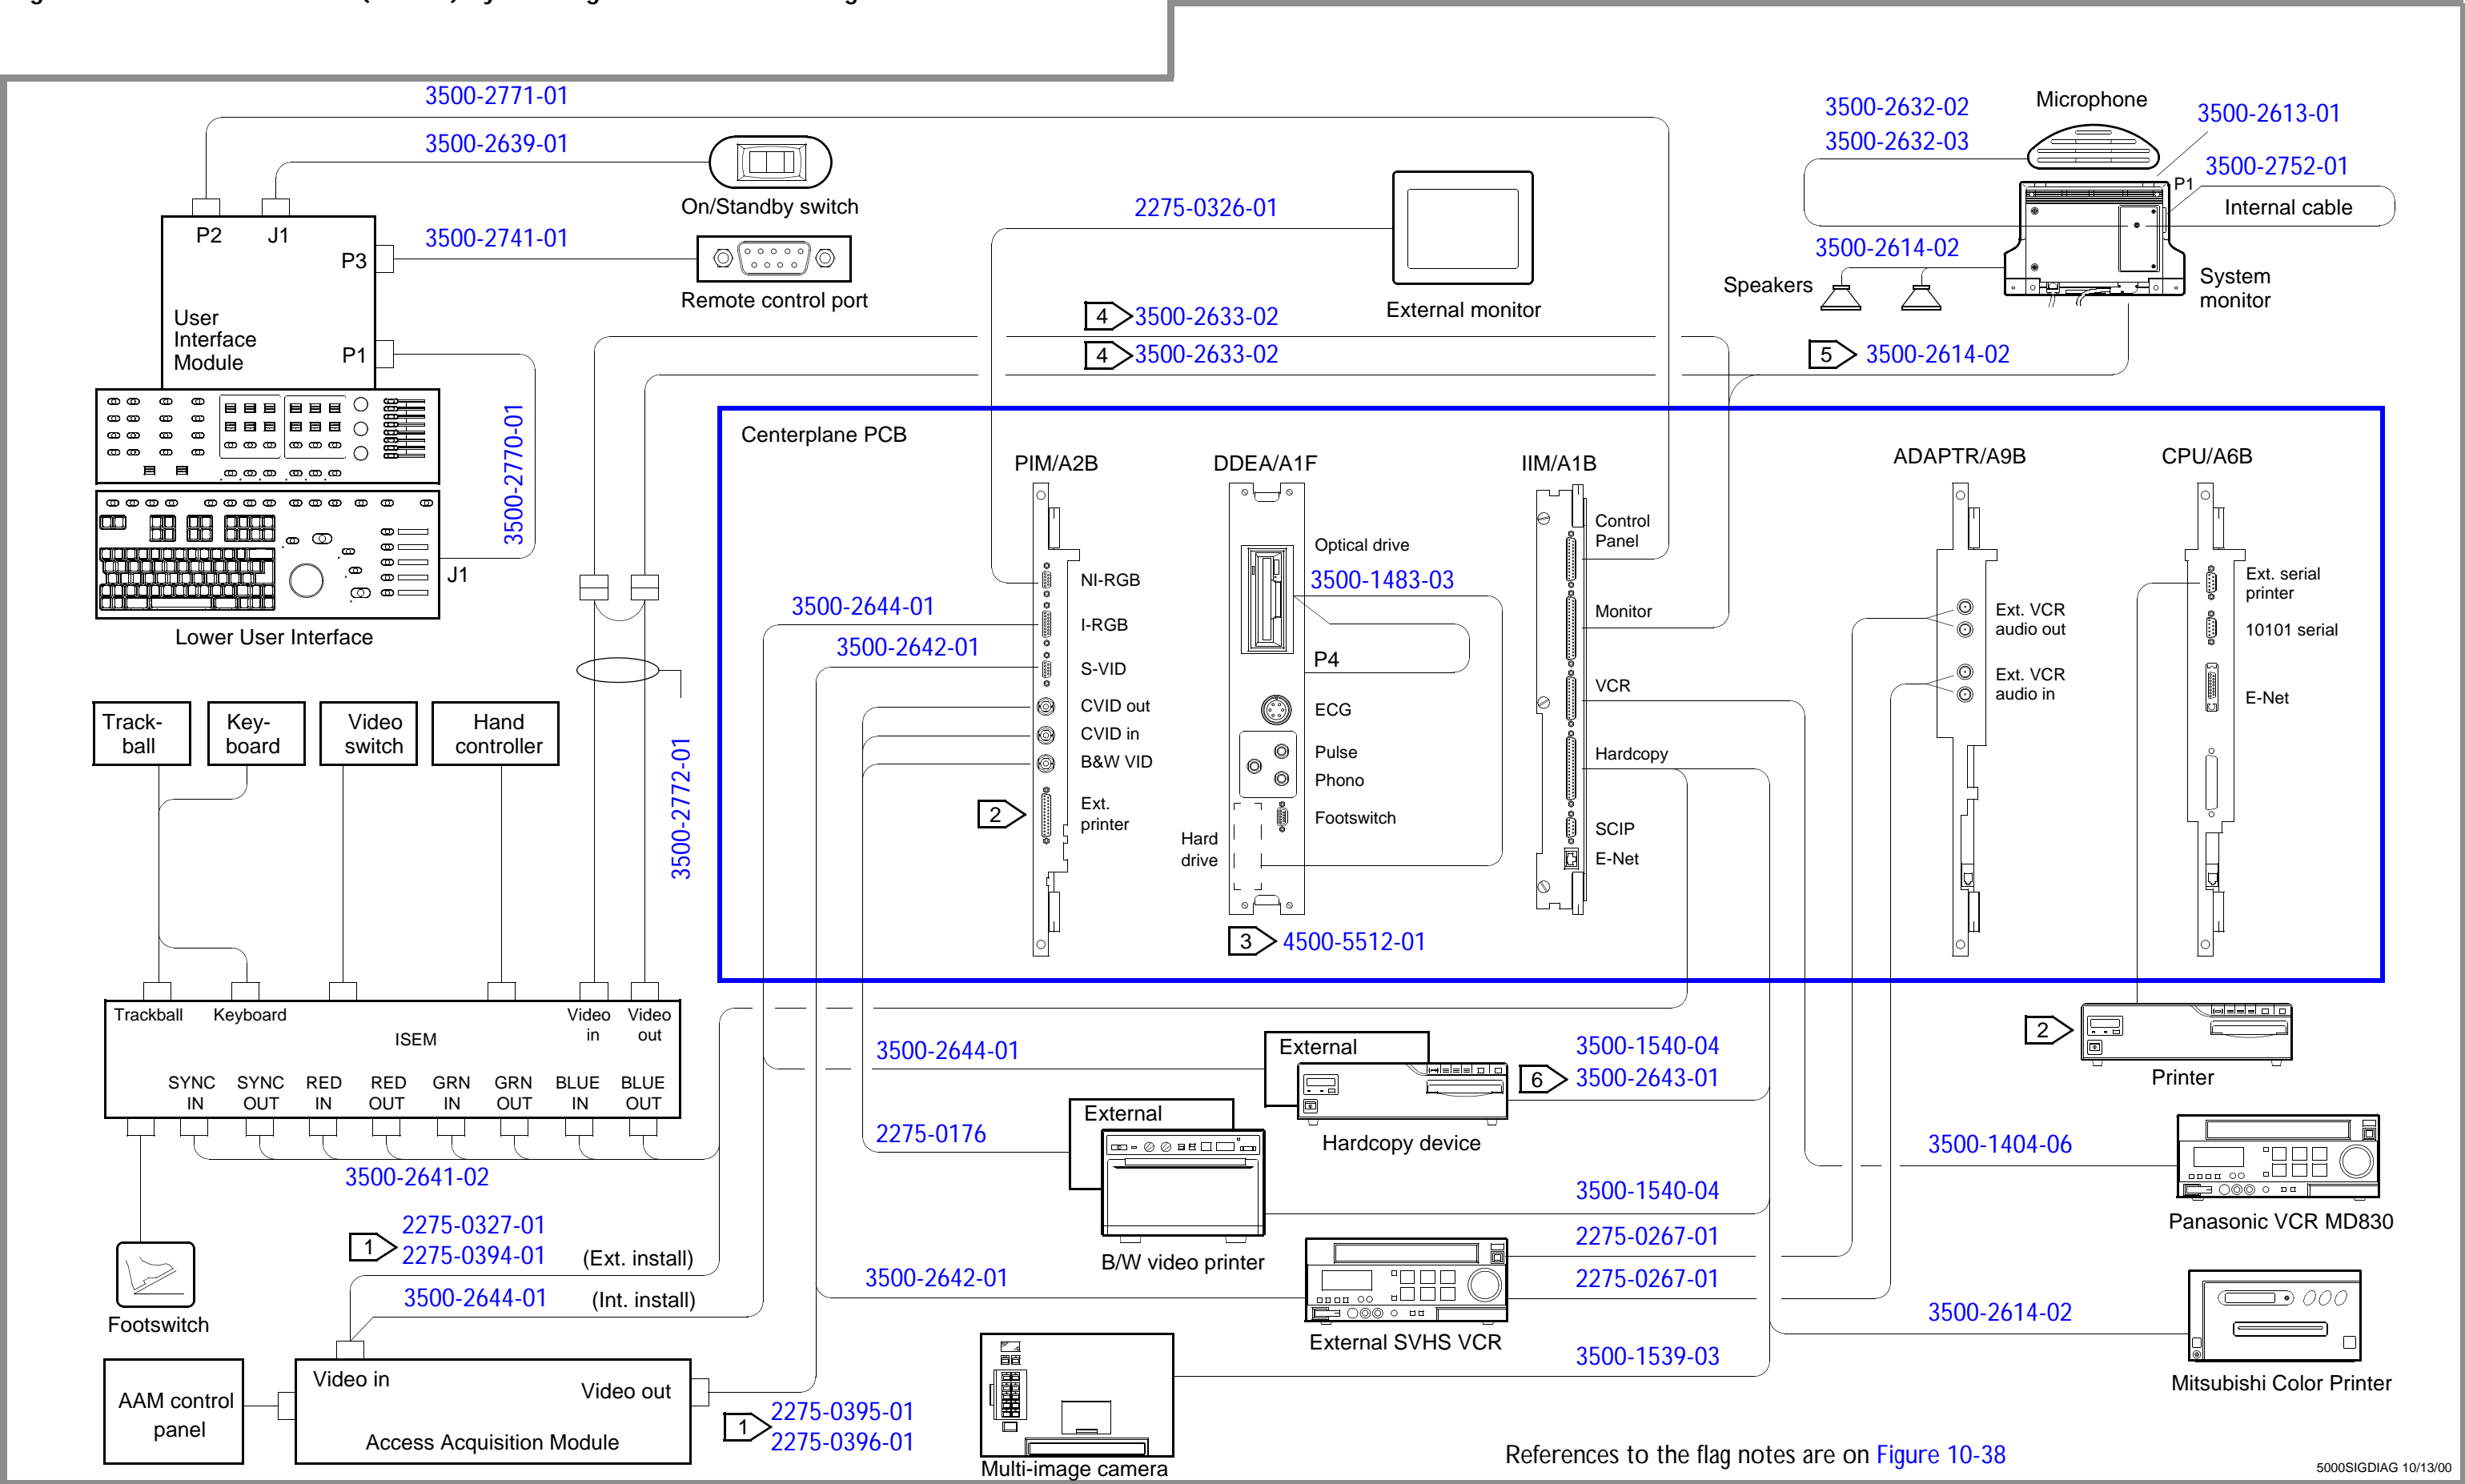 3500-2771-01
3500-2639-01
On/Standby switch
P2
J1
3500-2741-01
P3
Remote control port
User
Interface
Module
P1
3500-2770-01
J1
Lower User Interface
2275-0326-01
External monitor
4
3500-2633-02
4
3500-2633-02
3500-2632-02
3500-2632-03
Microphone
3500-2613-01
3500-2752-01
P1
Internal cable
3500-2614-02
Speakers
System
monitor
5
3500-2614-02
Centerplane PCB
PIM/A2B
DDEA/A1F
IIM/A1B
ADAPTR/A9B
CPU/A6B
NI-RGB
I-RGB
S-VID
CVID out
CVID in
B&W VID
2
Ext.
printer
3500-2644-01
3500-2642-01
Optical drive
3500-1483-03
P4
ECG
Pulse
Phono
Footswitch
Hard
drive
3
4500-5512-01
Control
Panel
Monitor
VCR
Hardcopy
SCIP
E-Net
Ext. VCR
audio out
Ext. VCR
audio in
Ext. serial
printer
10101 serial
E-Net
Track-
ball
Key-
board
Video
switch
Hand
controller
3500-2772-01
Trackball
Keyboard
ISEM
Video
in
Video
out
SYNC
IN
SYNC
OUT
RED
IN
RED
OUT
GRN
IN
GRN
OUT
BLUE
IN
BLUE
OUT
3500-2641-02
1
2275-0327-01
2275-0394-01
(Ext. install)
3500-2644-01
(Int. install)
Footswitch
AAM control
panel
Video in
Video out
Access Acquisition Module
1
2275-0395-01
2275-0396-01
3500-2644-01
External
Hardcopy device
3500-1540-04
6
3500-2643-01
2275-0176
External
B/W video printer
3500-1540-04
2275-0267-01
3500-2642-01
2275-0267-01
External SVHS VCR
3500-1539-03
Multi-image camera
2
Printer
3500-1404-06
Panasonic VCR MD830
3500-2614-02
Mitsubishi Color Printer
References to the flag notes are on Figure 10-38
5000SIGDIAG 10/13/00